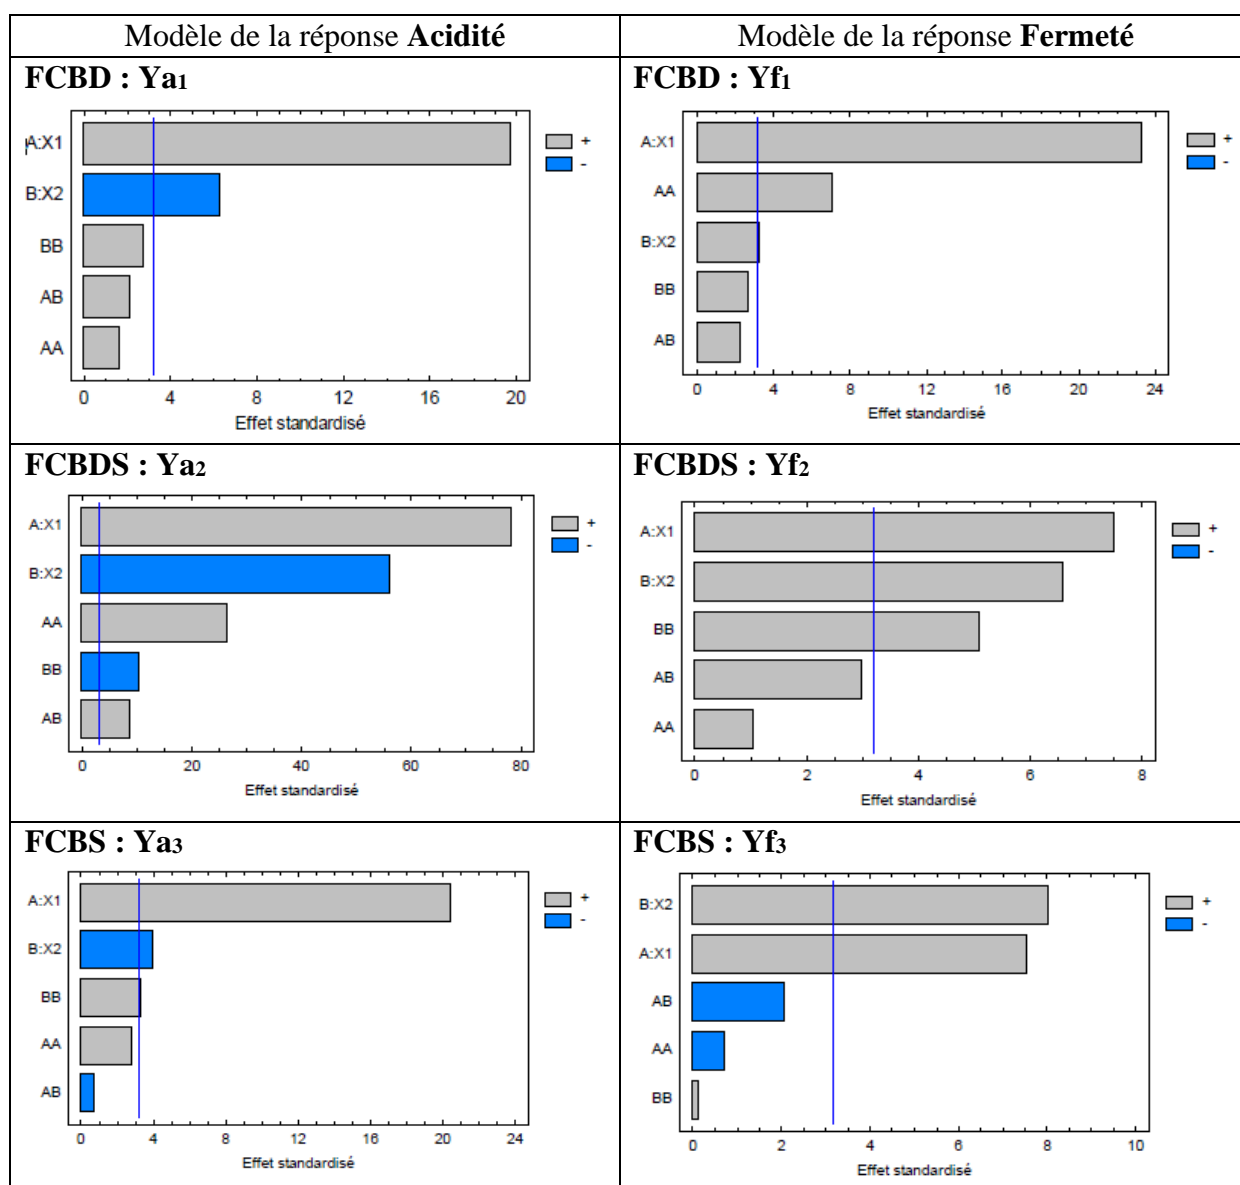 Modèle de la réponse Acidité
Modèle de la réponse Fermeté
FCBD : Ya1
A:X1
B:X2
BB
AB
AA
0 4 8 12 16 20
Effet standardisé
+
-
FCBD : Yf1
A:X1
AA
B:X2
BB
AB
0 4 8 12 16 20 24
Effet standardisé
+
-
FCBDS : Ya2
A:X1
B:X2
AA
BB
AB
0 20 40 60 80
Effet standardisé
+
-
FCBDS : Yf2
A:X1
B:X2
BB
AB
AA
0 2 4 6 8
Effet standardisé
+
-
FCBS : Ya3
A:X1
B:X2
BB
AA
AB
0 4 8 12 16 20 24
Effet standardisé
+
-
FCBS : Yf3
B:X2
A:X1
AB
AA
BB
0 2 4 6 8 10
Effet standardisé
+
-